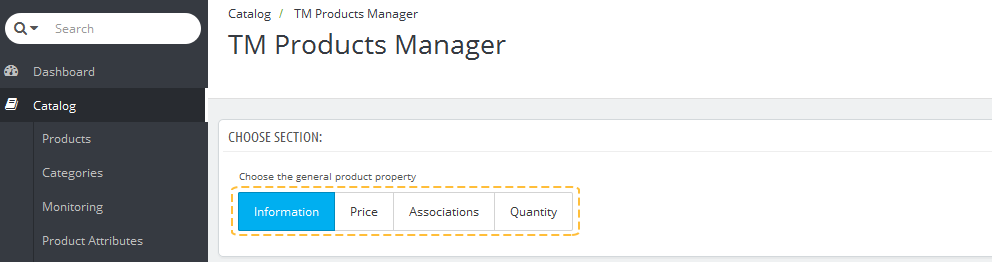 Search
Dashboard
Catalog
Products
Categories
Monitoring
Product Attributes
Catalog / TM Products Manager
TM Products Manager
CHOOSE SECTION:
Choose the general product property
Information Price Associations Quantity